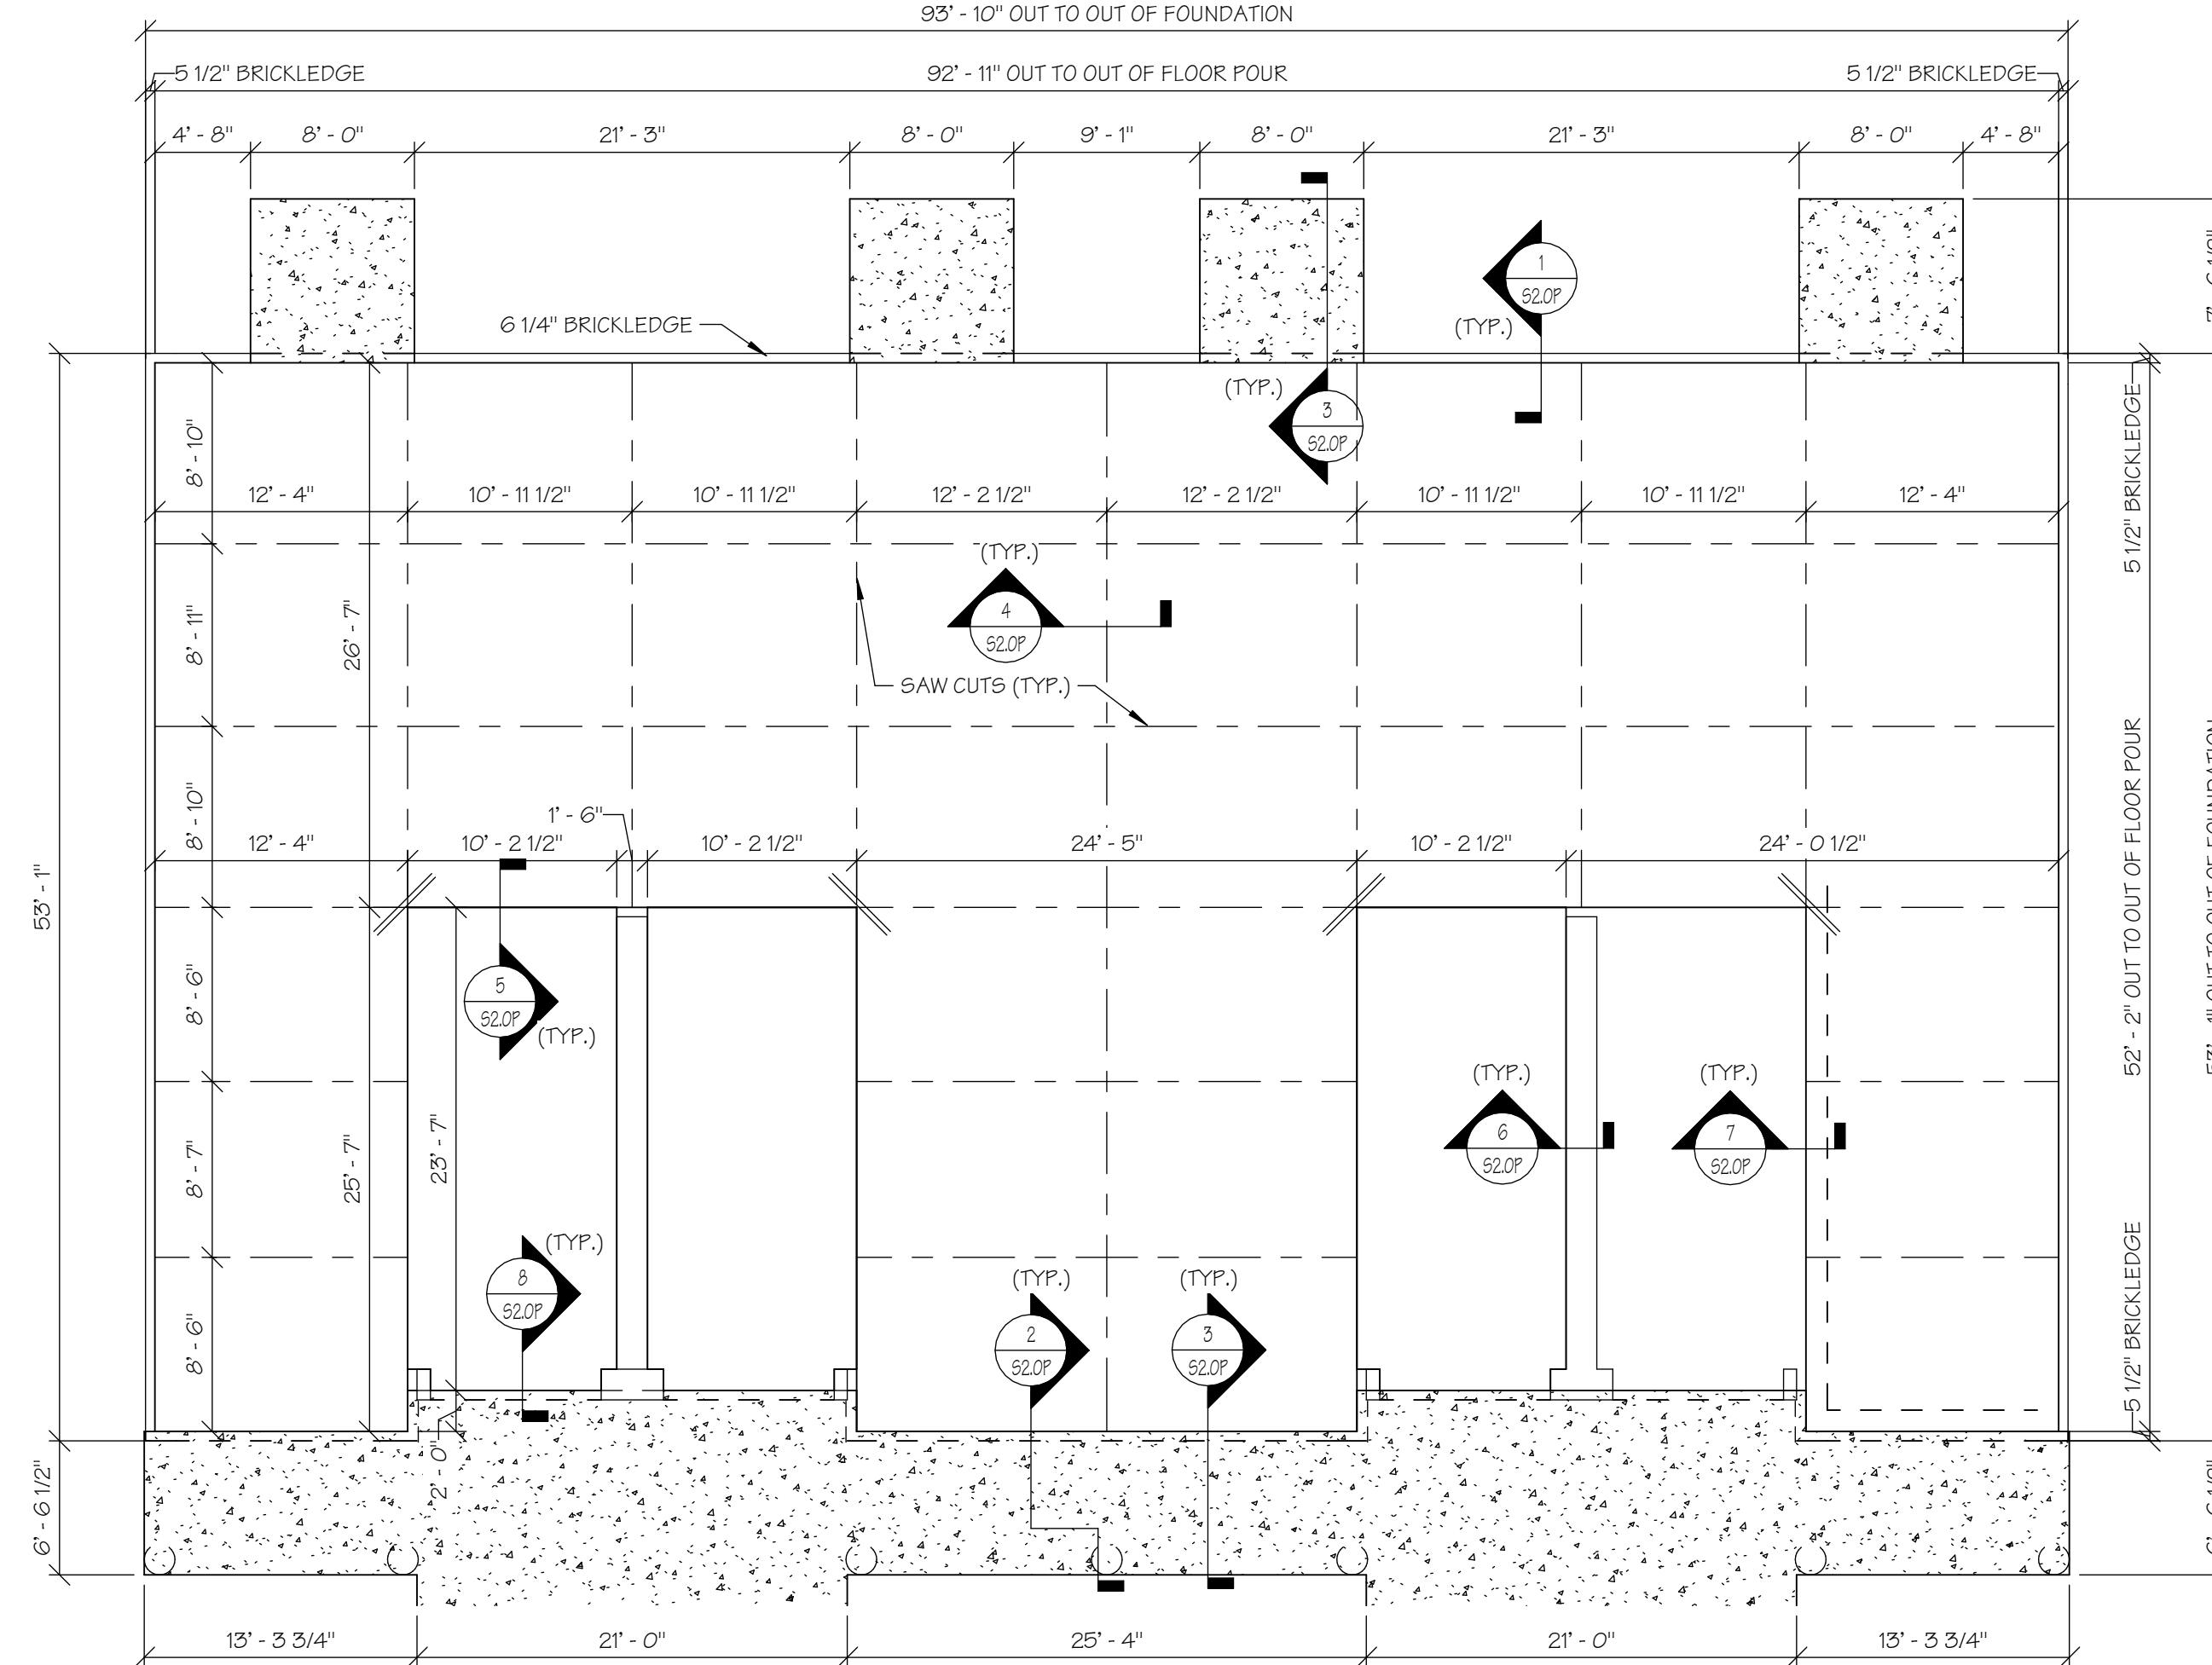 93' - 10" OUT TO OUT OF FOUNDATION
5 1/2" BRICKLEDGE
92' - 11" OUT TO OUT OF FLOOR POUR
5 1/2" BRICKLEDGE
4' - 8"
8' - 0"
21' - 3"
8' - 0"
9' - 1"
8' - 0"
21' - 3"
8' - 0"
4' - 8"
1
S2.0P
(TYP.)
6 1/4" BRICKLEDGE
(TYP.)
3
S2.0P
8' - 10"
5 1/2" BRICKLEDGE
12' - 4"
10' - 11 1/2"
10' - 11 1/2"
12' - 2 1/2"
12' - 2 1/2"
10' - 11 1/2"
10' - 11 1/2"
12' - 4"
(TYP.)
4
S2.0P
8' - 11"
26' - 7"
SAW CUTS (TYP.)
8' - 10"
1' - 6"
12' - 4"
10' - 2 1/2"
10' - 2 1/2"
24' - 5"
10' - 2 1/2"
24' - 0 1/2"
53' - 1"
52' - 2" OUT TO OUT OF FLOOR POUR
8' - 6"
5
S2.0P
(TYP.)
(TYP.)
6
S2.0P
(TYP.)
7
S2.0P
8' - 7"
25' - 7"
23' - 7"
(TYP.)
8
S2.0P
(TYP.)
2
S2.0P
(TYP.)
3
S2.0P
8' - 6"
5 1/2" BRICKLEDGE
2' - 0"
6' - 6 1/2"
13' - 3 3/4"
21' - 0"
25' - 4"
21' - 0"
13' - 3 3/4"